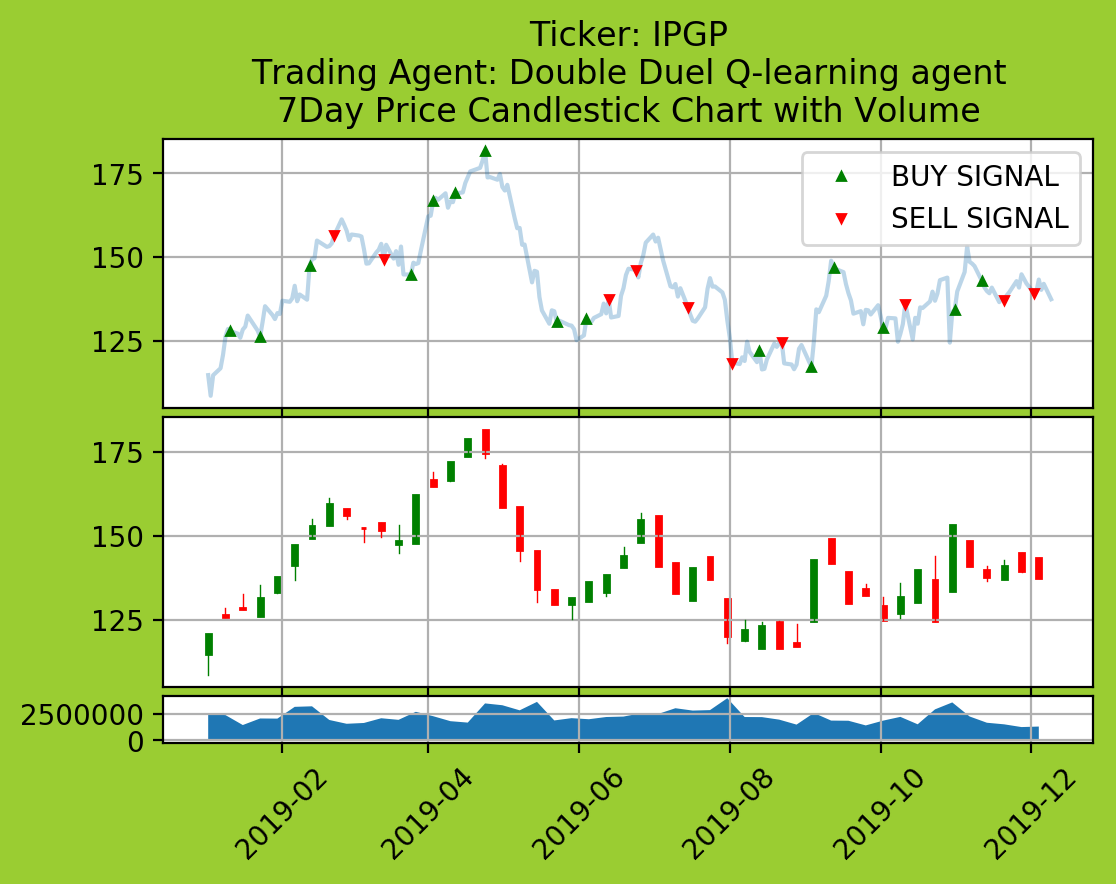 Ticker: IPGP
Trading Agent: Double Duel Q-learning agent
7Day Price Candlestick Chart with Volume
175
150
125
BUY SIGNAL
SELL SIGNAL
175
150
125
2500000
0
2019-02
2019-04
2019-06
2019-08
2019-10
2019-12